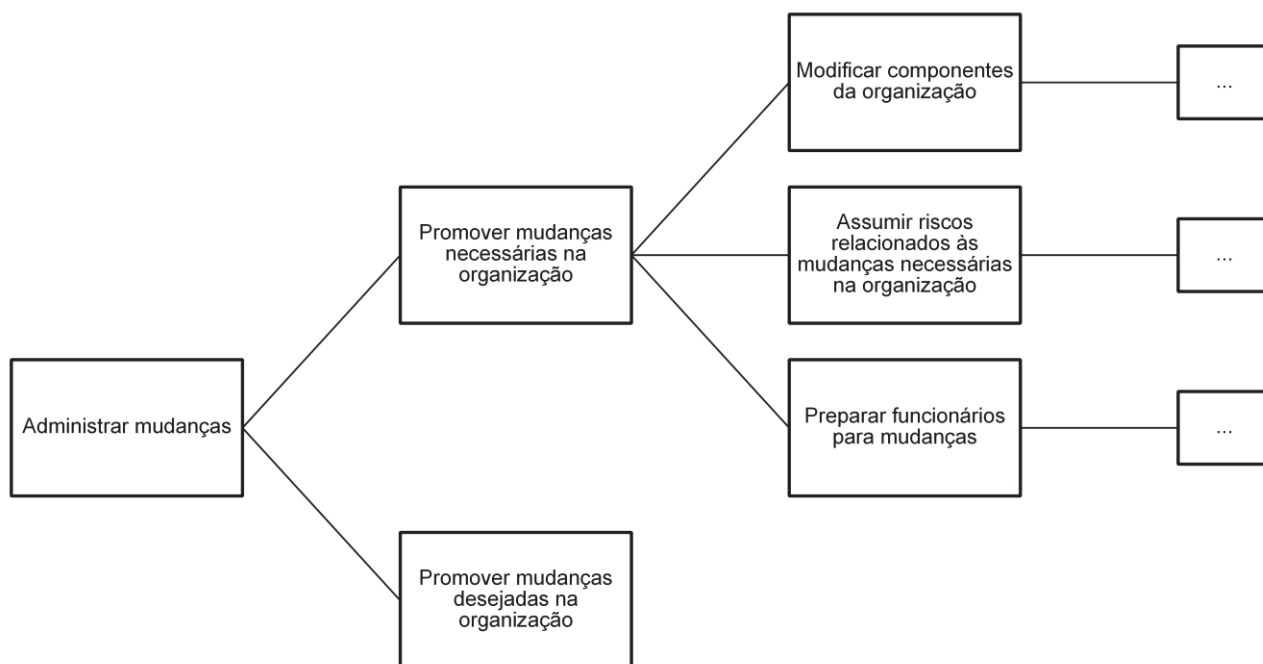 Modificar componentes
da organização
...
Promover mudanças
necessárias na
organização
Assumir riscos
relacionados às
mudanças necessárias
na organização
...
Administrar mudanças
Preparar funcionários
para mudanças
...
Promover mudanças
desejadas na
organização